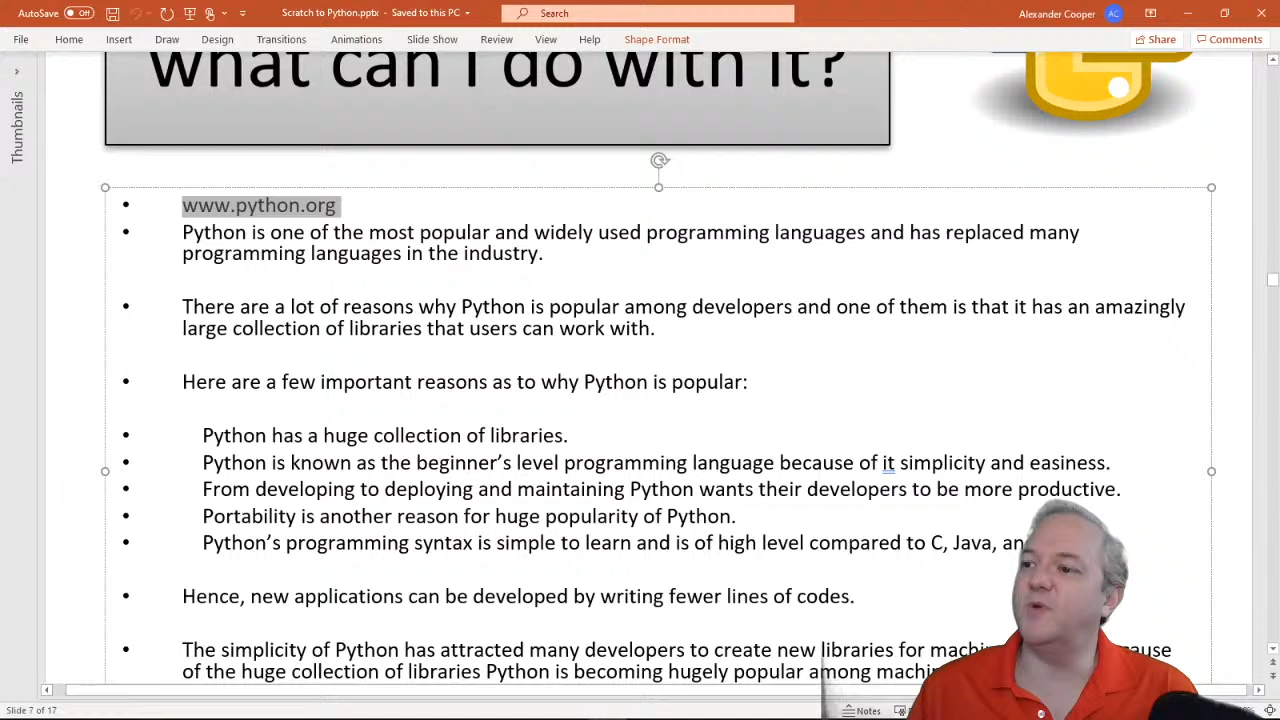 AutoSave Off Scratch to Python.pptx - Saved to this PC Search Alexander Cooper AC
File Home Insert Draw Design Transitions Animations Slide Show Review View Help Shape Format Share Comments
Thumbnails
what can I do with it?
• www.python.org
• Python is one of the most popular and widely used programming languages and has replaced many
programming languages in the industry.
• There are a lot of reasons why Python is popular among developers and one of them is that it has an amazingly
large collection of libraries that users can work with.
• Here are a few important reasons as to why Python is popular:
• Python has a huge collection of libraries.
• Python is known as the beginner’s level programming language because of it simplicity and easiness.
• From developing to deploying and maintaining Python wants their developers to be more productive.
• Portability is another reason for huge popularity of Python.
• Python’s programming syntax is simple to learn and is of high level compared to C, Java,
• Hence, new applications can be developed by writing fewer lines of codes.
• The simplicity of Python has attracted many developers to create new libraries for
of the huge collection of libraries Python is becoming hugely popular among
Slide 7 of 17 Notes